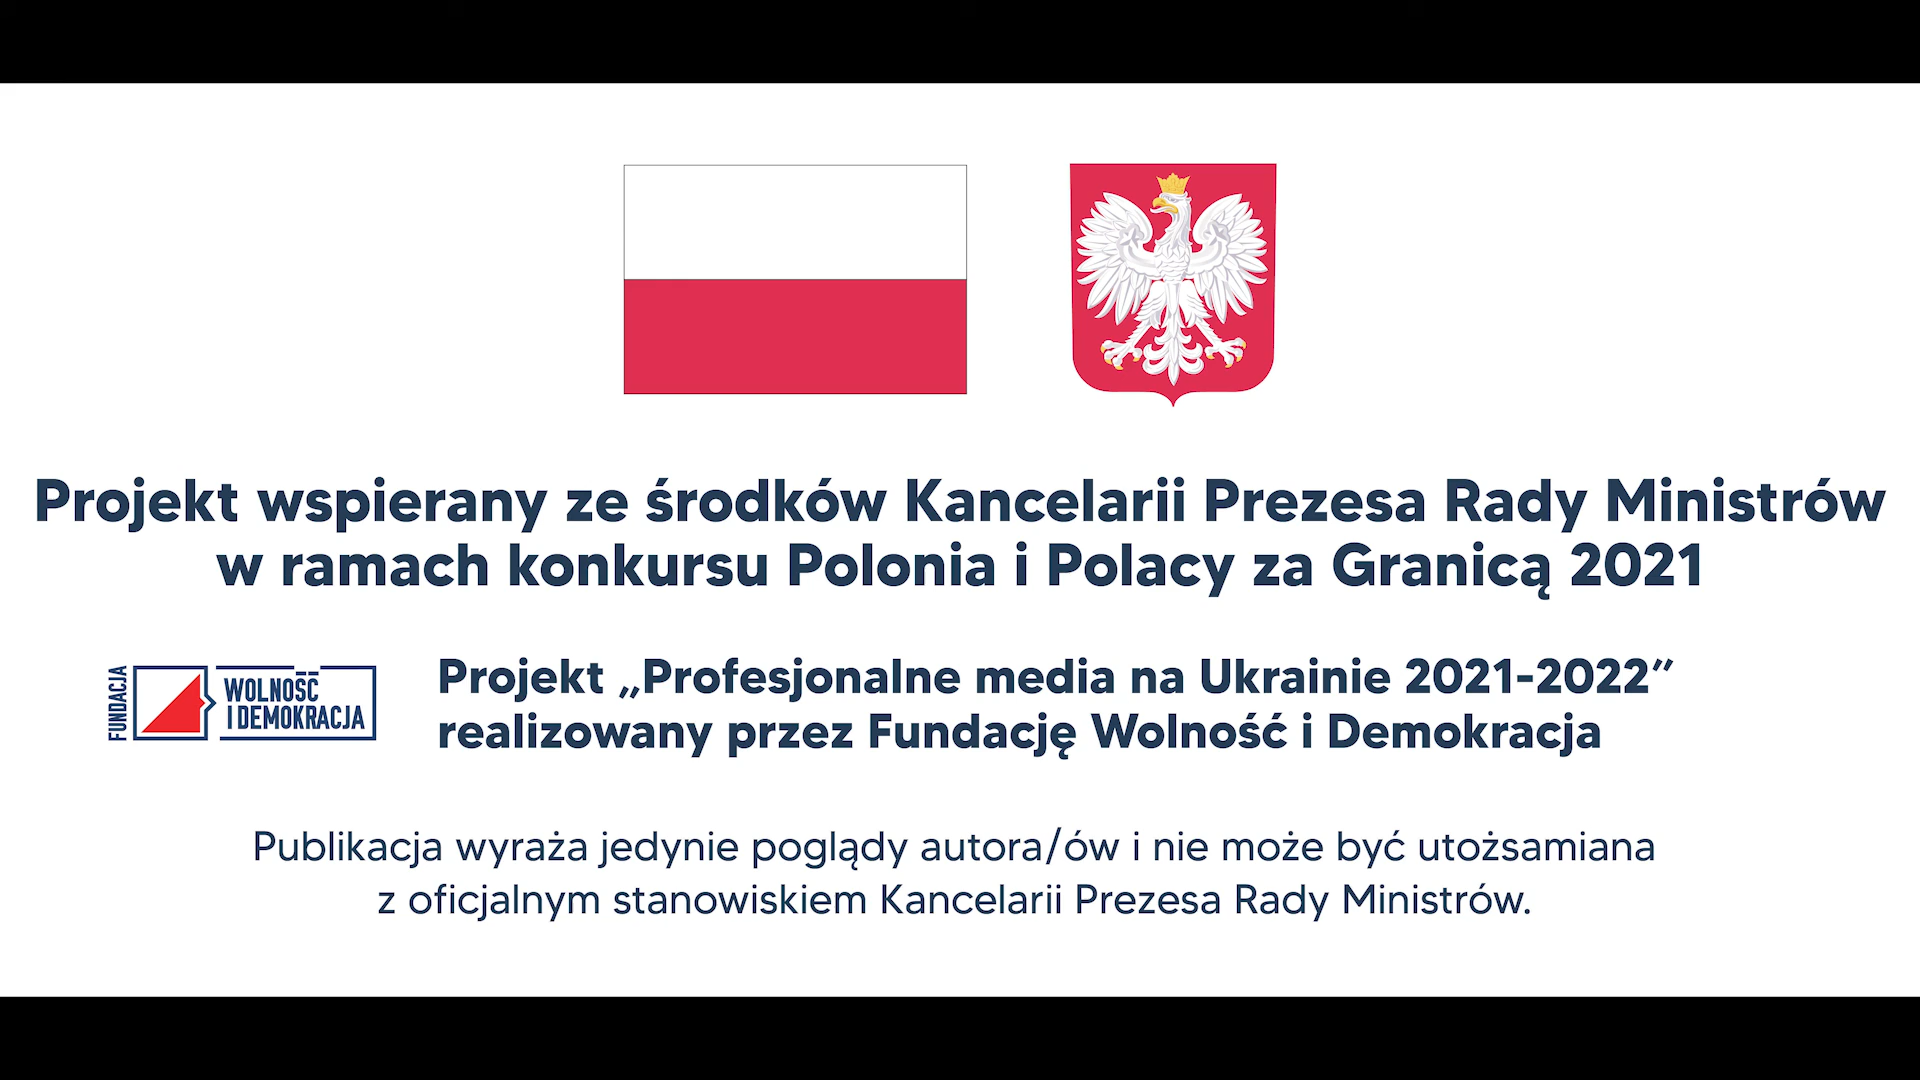 Projekt wspierany ze środków Kancelarii Prezesa Rady Ministrów
w ramach konkursu Polonia i Polacy za Granicą 2021
FUNDACJA
WOLNOŚĆ
I DEMOKRACJA
Projekt „Profesjonalne media na Ukrainie 2021-2022”
realizowany przez Fundację Wolność i Demokracja
Publikacja wyraża jedynie poglądy autora/ów i nie może być utożsamiana
z oficjalnym stanowiskiem Kancelarii Prezesa Rady Ministrów.